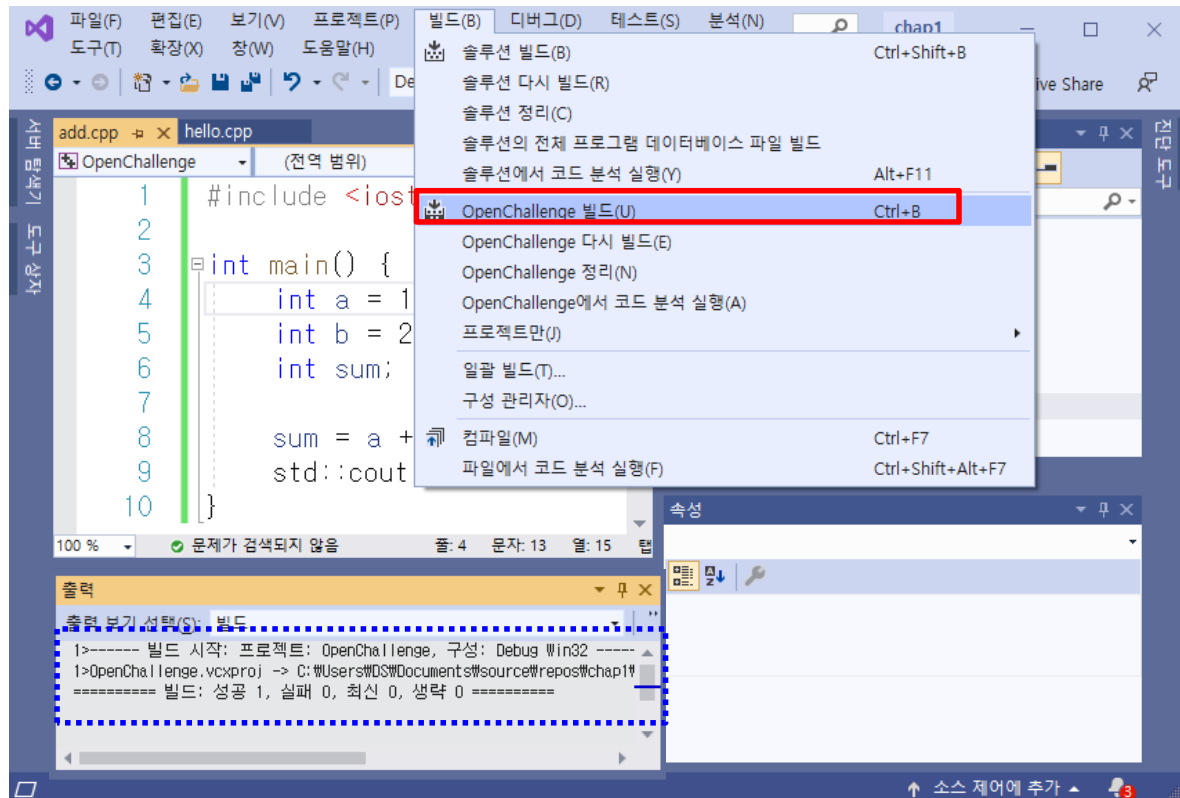 파일(F) 편집(E) 보기(V) 프로젝트(P) 빌드(B) 디버그(D) 테스트(S) 분석(N) chap1
도구(T) 확장(X) 창(W) 도움말(H)
De
ive Share
솔루션 빌드(B) Ctrl+Shift+B
솔루션 다시 빌드(R)
솔루션 정리(C)
솔루션의 전체 프로그램 데이터베이스 파일 빌드
솔루션에서 코드 분석 실행(Y) Alt+F11
OpenChallenge 빌드(U) Ctrl+B
OpenChallenge 다시 빌드(E)
OpenChallenge 정리(N)
OpenChallenge에서 코드 분석 실행(A)
프로젝트만(J)
일괄 빌드(T)...
구성 관리자(O)...
컴파일(M) Ctrl+F7
파일에서 코드 분석 실행(F) Ctrl+Shift+Alt+F7
서버 탐색기
도구 상자
진단 도구
add.cpp hello.cpp
OpenChallenge (전역 범위)
1 #include <iost
2
3 int main() {
4 int a = 1
5 int b = 2
6 int sum;
7
8 sum = a +
9 std::cout
10 }
100 % 문제가 검색되지 않음 줄: 4 문자: 13 열: 15 탭
속성
출력
출력 보기 선택(S): 빌드
1>------ 빌드 시작: 프로젝트: OpenChallenge, 구성: Debug Win32 -----
1>OpenChallenge.vcxproj -> C:₩Users₩DS₩Documents₩source₩repos₩chap1₩
========== 빌드: 성공 1, 실패 0, 최신 0, 생략 0 ==========
소스 제어에 추가 3